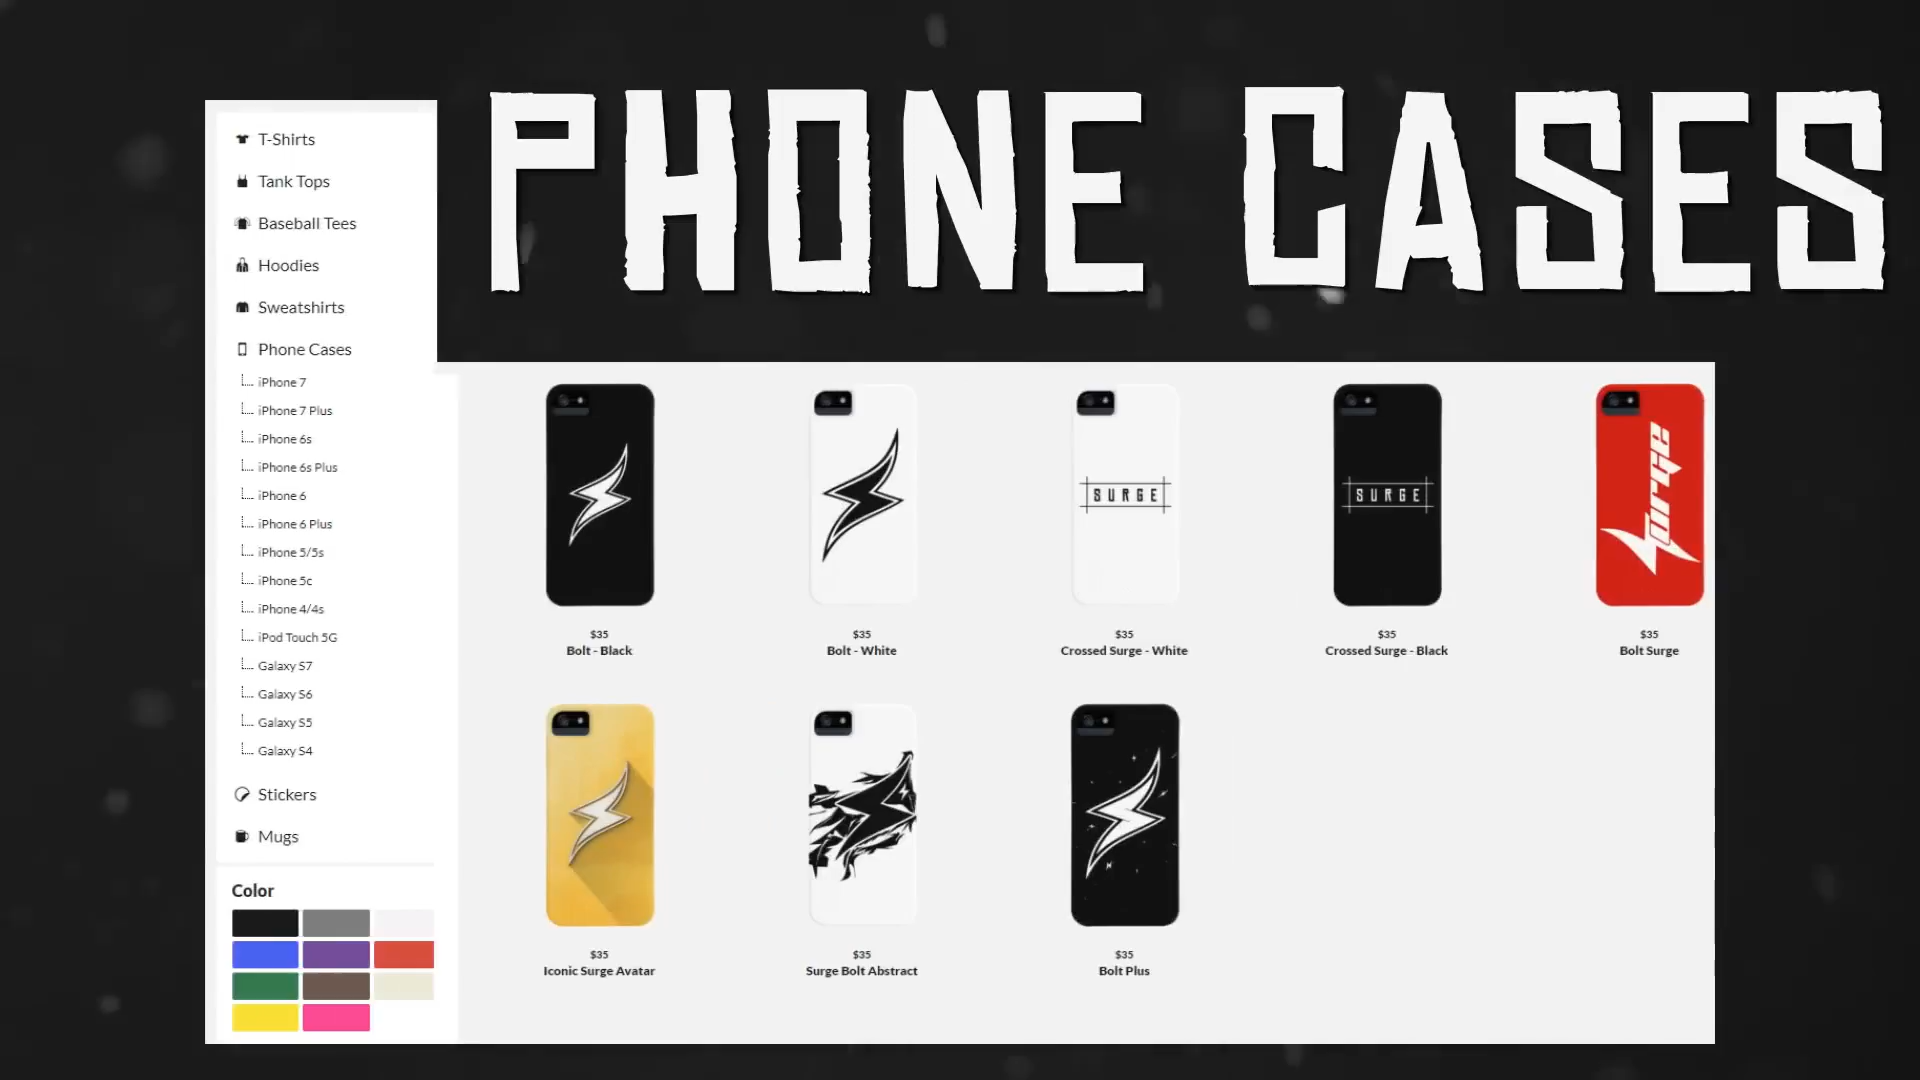 PHONE CASES
T-Shirts
Tank Tops
Baseball Tees
Hoodies
Sweatshirts
Phone Cases
iPhone 7
iPhone 7 Plus
iPhone 6s
iPhone 6s Plus
iPhone 6
iPhone 6 Plus
iPhone 5/5s
iPhone 5c
iPhone 4/4s
iPod Touch 5G
Galaxy S7
Galaxy S6
Galaxy S5
Galaxy S4
Stickers
Mugs
Color
SURGE
SURGE
Surge
$35
Bolt - Black
$35
Bolt - White
$35
Crossed Surge - White
$35
Crossed Surge - Black
$35
Bolt Surge
$35
Iconic Surge Avatar
$35
Surge Bolt Abstract
$35
Bolt Plus